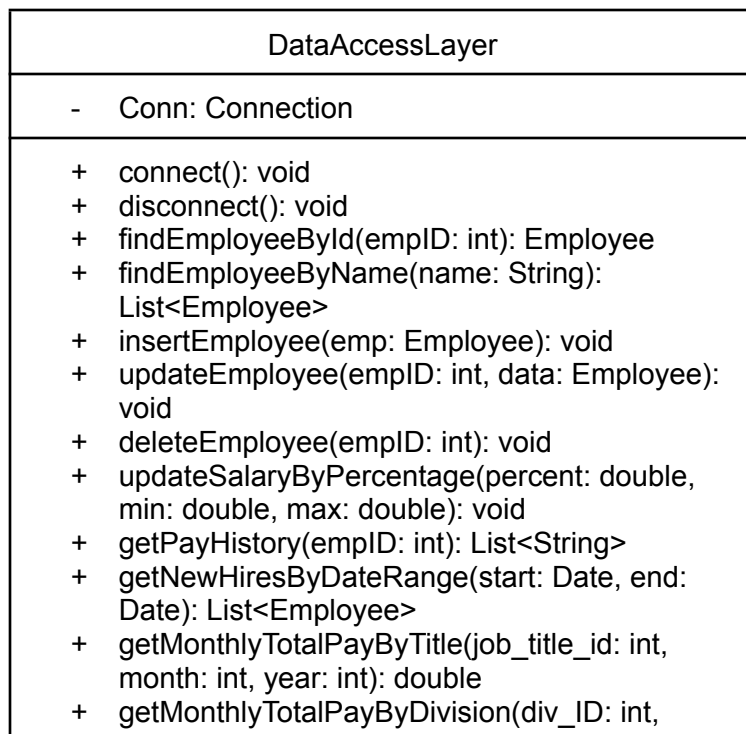 DataAccessLayer
- Conn: Connection
+ connect(): void
+ disconnect(): void
+ findEmployeeById(empID: int): Employee
+ findEmployeeByName(name: String):
List<Employee>
+ insertEmployee(emp: Employee): void
+ updateEmployee(empID: int, data: Employee):
void
+ deleteEmployee(empID: int): void
+ updateSalaryByPercentage(percent: double,
min: double, max: double): void
+ getPayHistory(empID: int): List<String>
+ getNewHiresByDateRange(start: Date, end:
Date): List<Employee>
+ getMonthlyTotalPayByTitle(job_title_id: int,
month: int, year: int): double
+ getMonthlyTotalPayByDivision(div_ID: int,